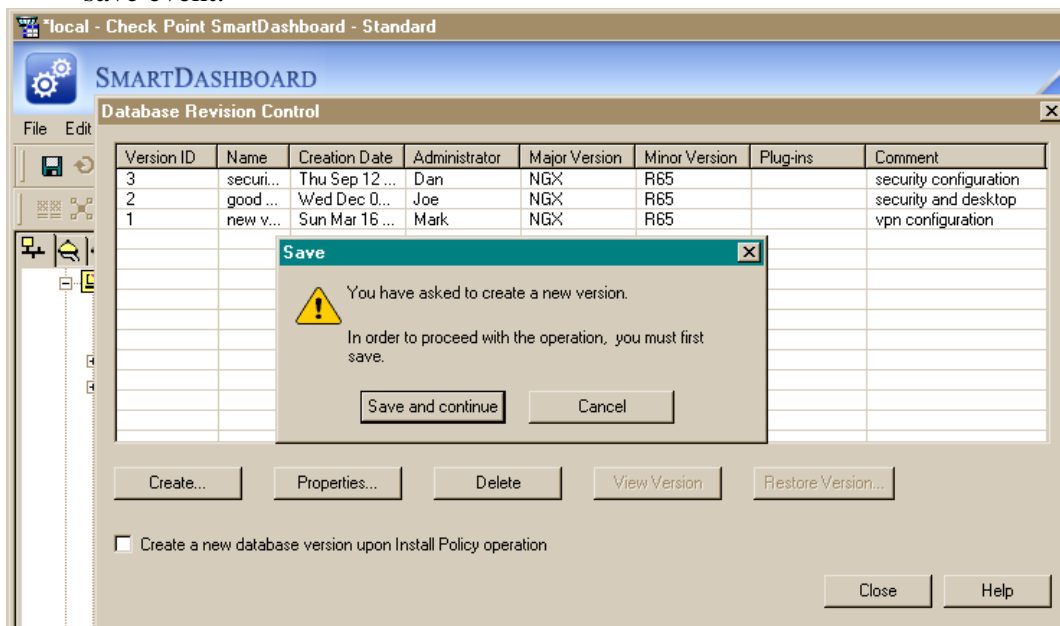 save event.
*local - Check Point SmartDashboard - Standard
SMARTDASHBOARD
Database Revision Control
File Edit
Version ID Name Creation Date Administrator Major Version Minor Version Plug-ins Comment
3 securi... Thu Sep 12 ... Dan NGX R65 security configuration
2 good ... Wed Dec 0... Joe NGX R65 security and desktop
1 new v... Sun Mar 16 ... Mark NGX R65 vpn configuration
Save
You have asked to create a new version.
In order to proceed with the operation, you must first
save.
Save and continue Cancel
Create... Properties... Delete View Version Restore Version...
Create a new database version upon Install Policy operation
Close Help